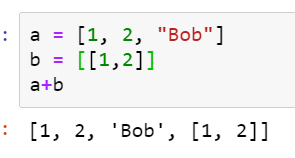 : a = [1, 2, "Bob"]
b = [[1,2]]
a+b
: [1, 2, 'Bob', [1, 2]]